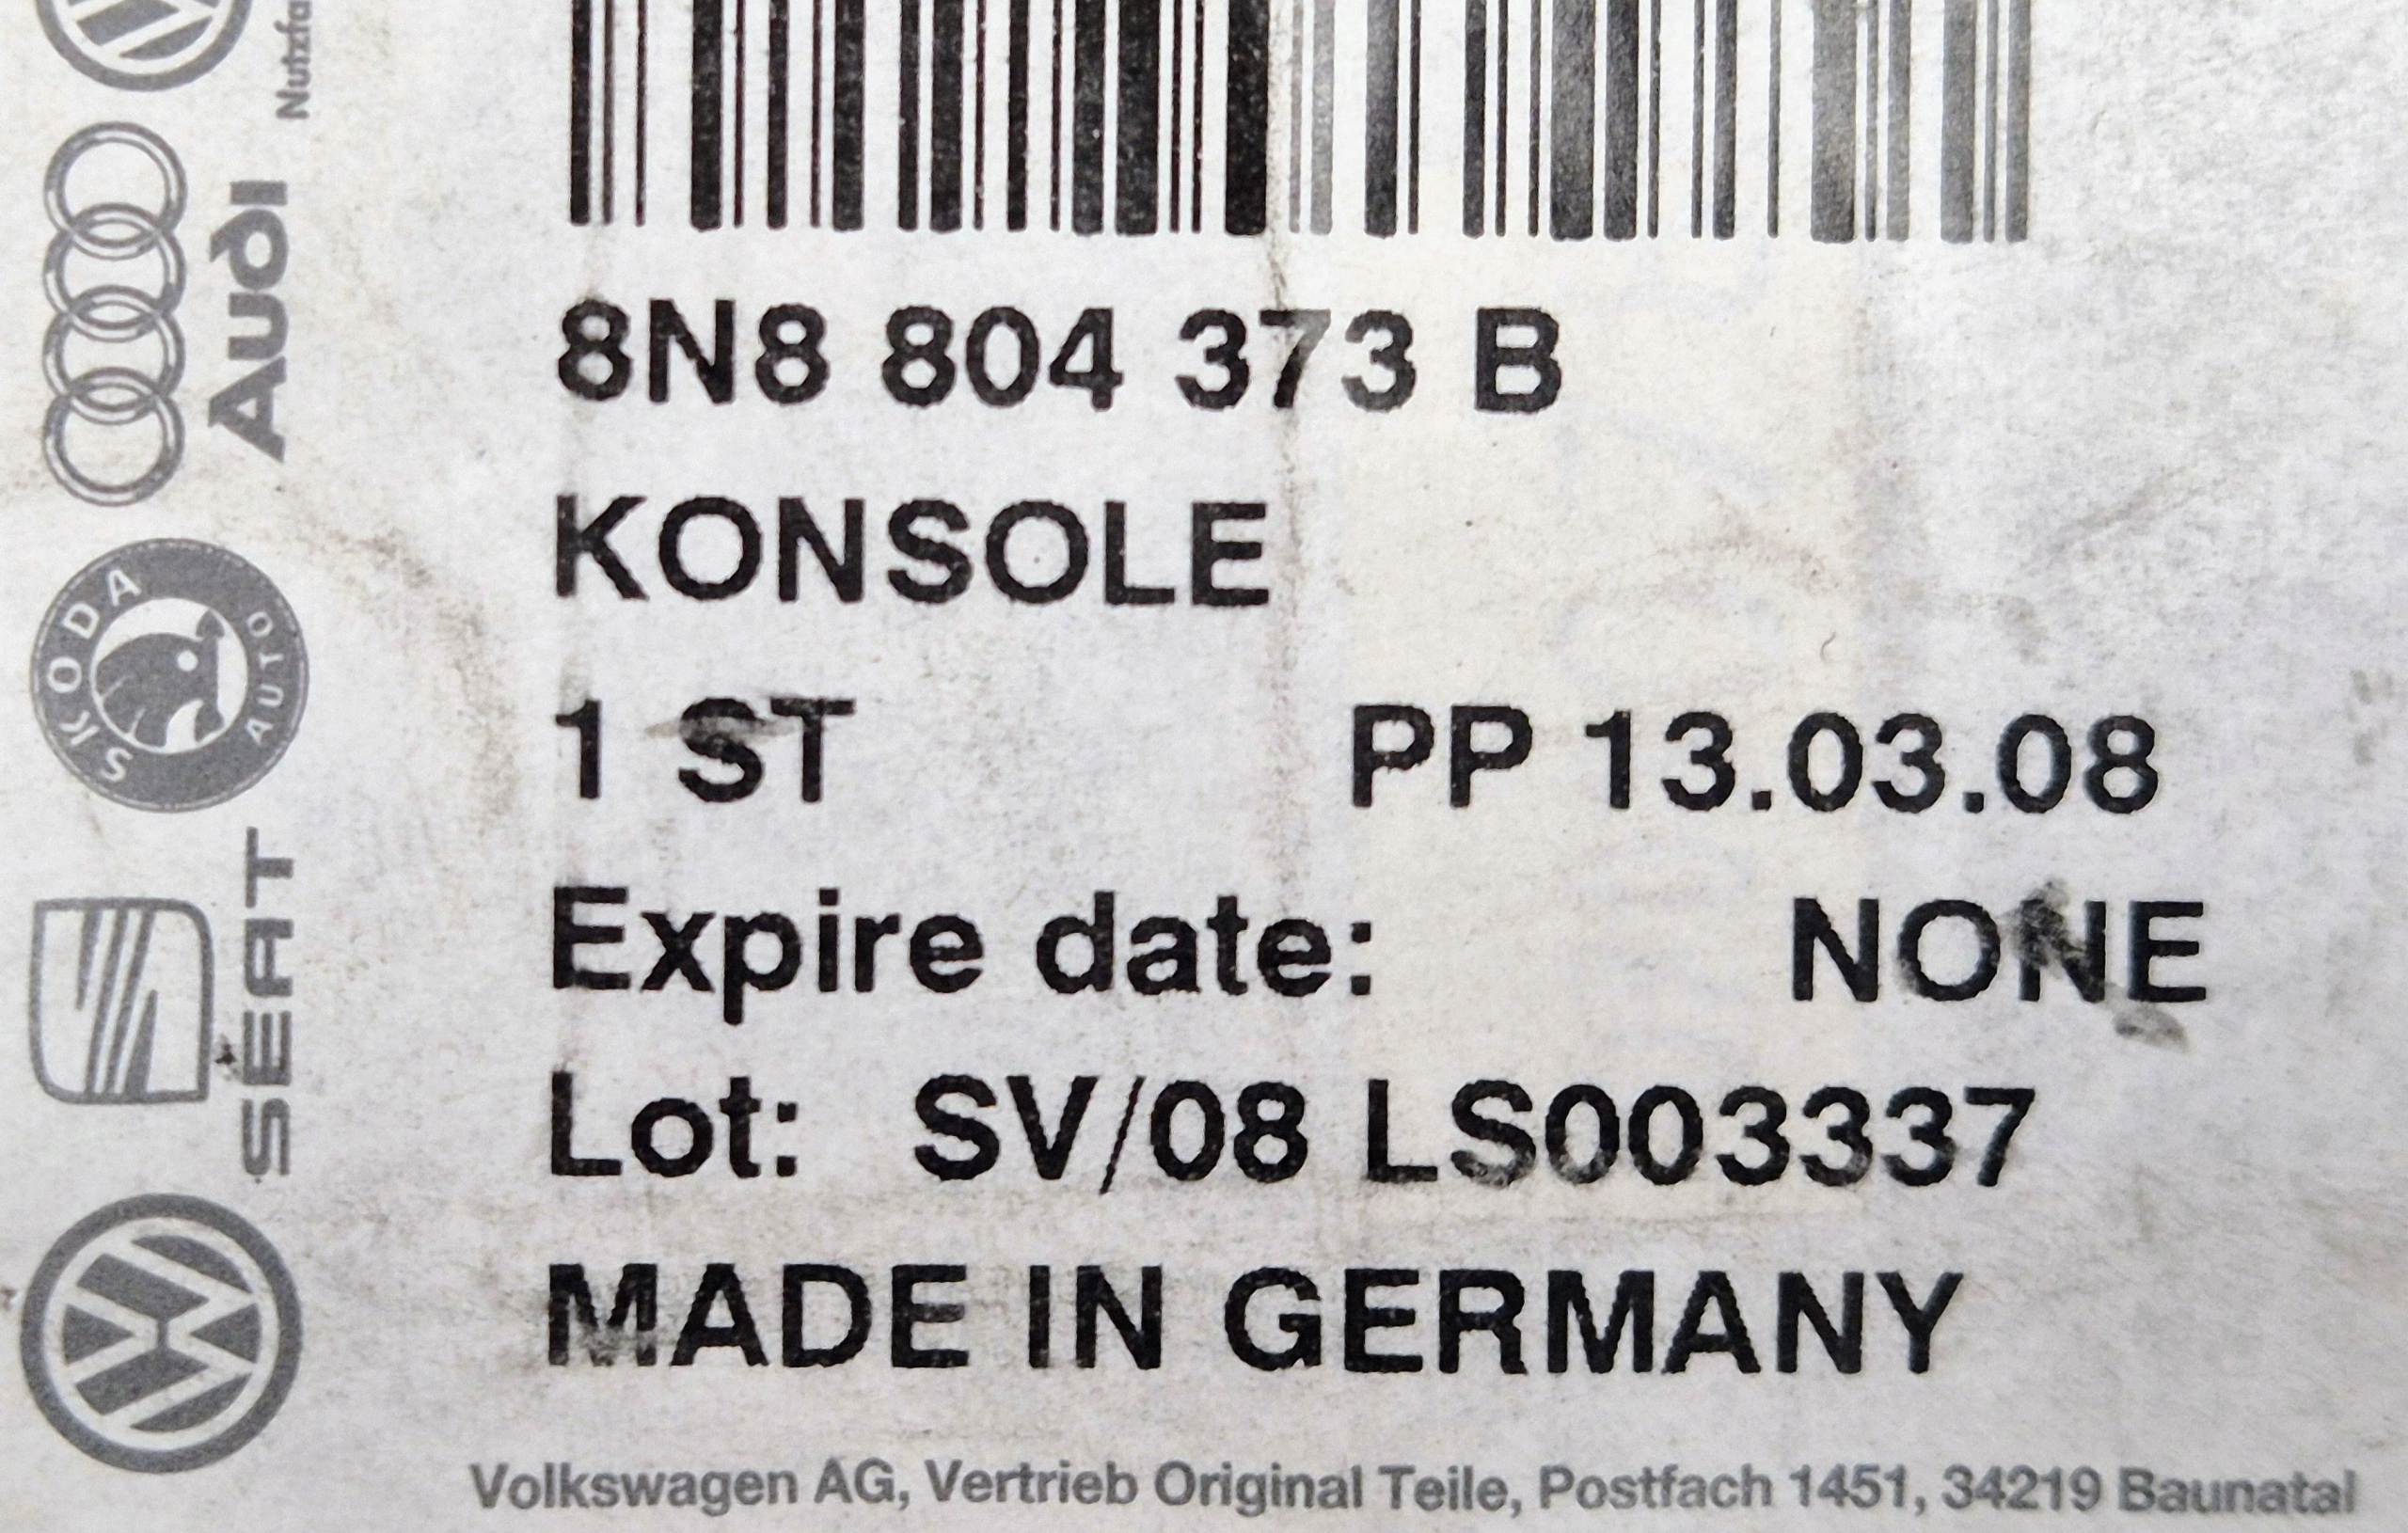 8N8 804 373 B
KONSOLE
1 ST PP 13.03.08
Expire date: NONE
Lot: SV/08 LS003337
MADE IN GERMANY
Volkswagen AG, Vertrieb Original Teile, Postfach 1451, 34219 Baunatal
Audi
SKODA
AUTO
SEAT